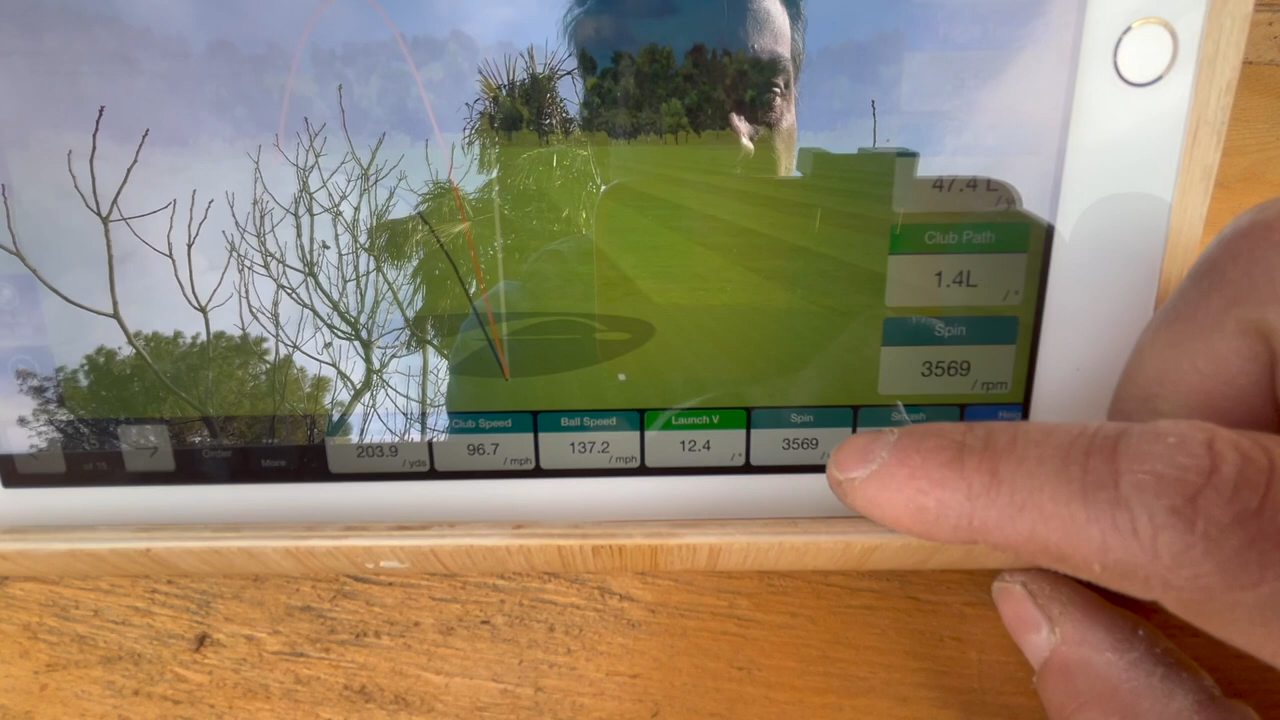 47.4 L
/ y
Club Path
1.4L
/ °
Spin
3569
/ rpm
Club Speed
Ball Speed
Launch V
Spin
Smash
Heig
of 15
Order
More
203.9
/ yds
96.7
/ mph
137.2
/ mph
12.4
/ °
3569